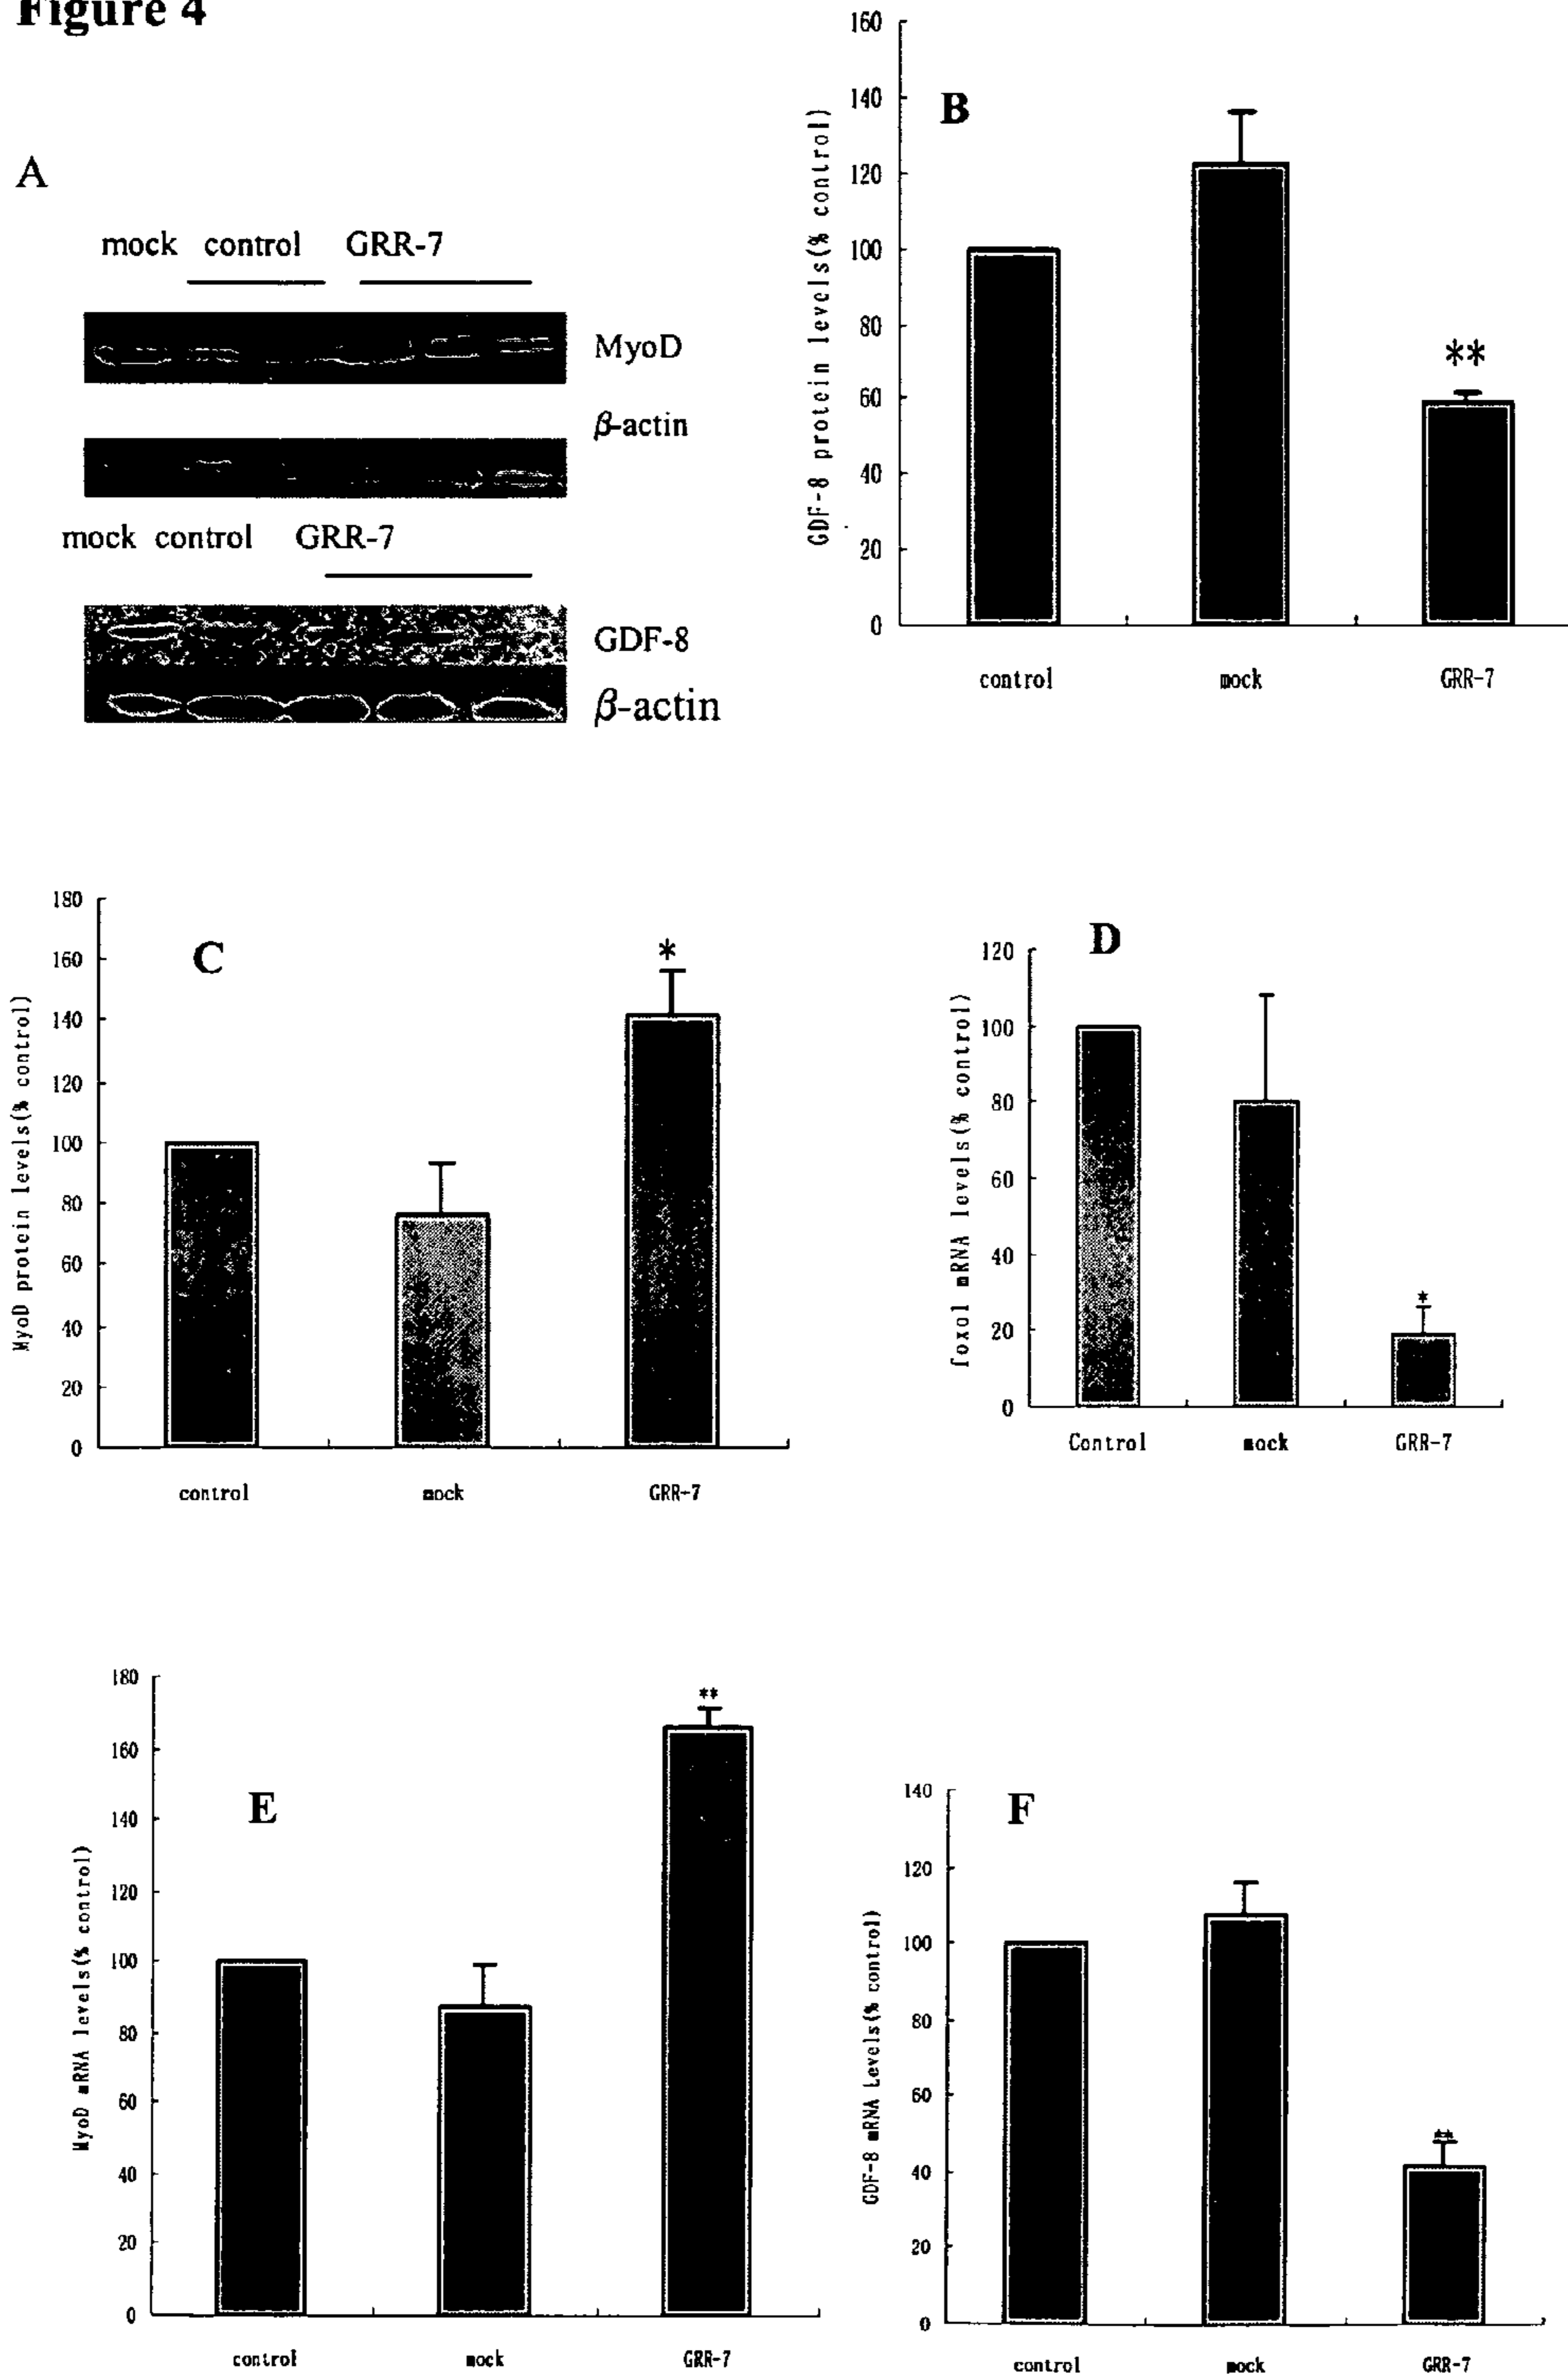 Figure 4
A
mock control GRR-7
MyoD
β-actin
mock control GRR-7
GDF-8
β-actin
B
GDF-8 protein levels(% control)
160
140
120
100
80
60
40
20
0
**
control mock GRR-7
C
MyoD protein levels(% control)
180
160
140
120
100
80
60
40
20
0
*
control mock GRR-7
D
foxo1 mRNA levels(% control)
120
100
80
60
40
20
0
*
Control mock GRR-7
E
MyoD mRNA levels(% control)
180
160
140
120
100
80
60
40
20
0
**
control mock GRR-7
F
GDF-8 mRNA Levels(% control)
140
120
100
80
60
40
20
0
**
control mock GRR-7